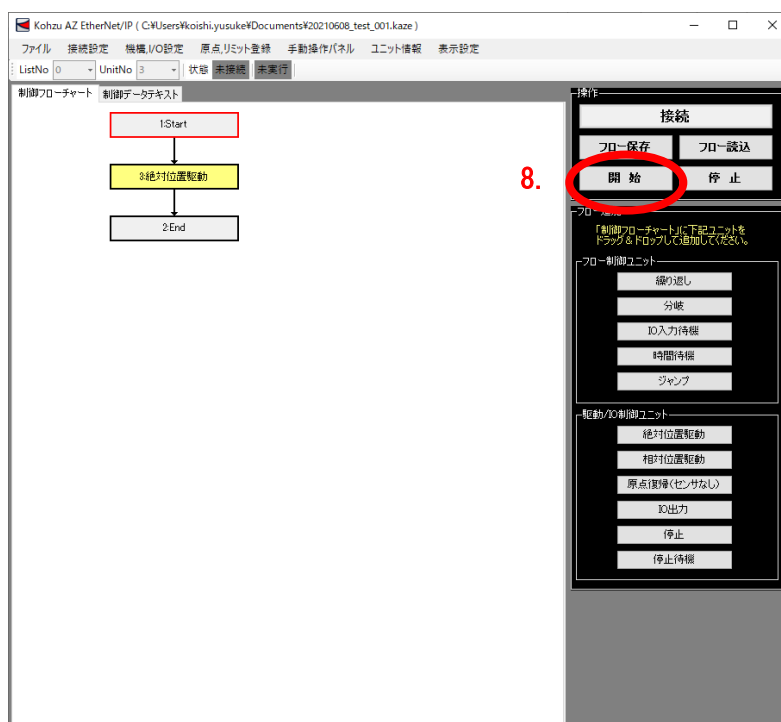 Kohzu AZ EtherNet/IP ( C:¥Users¥koishi.yusuke¥Documents¥20210608_test_001.kaze )
ファイル 接続設定 機構,I/O設定 原点,リミット登録 手動操作パネル ユニット情報 表示設定
ListNo 0 UnitNo 3 状態 未接続 未実行
制御フローチャート 制御データテキスト
1:Start
3:絶対位置駆動
2:End
操作
接続
フロー保存 フロー読込
8.
開 始 停 止
「制御フローチャート」に下記ユニットを
ドラッグ&ドロップして追加してください。
フロー制御ユニット
繰り返し
分岐
IO入力待機
時間待機
ジャンプ
駆動/IO制御ユニット
絶対位置駆動
相対位置駆動
原点復帰(センサなし)
IO出力
停止
停止待機